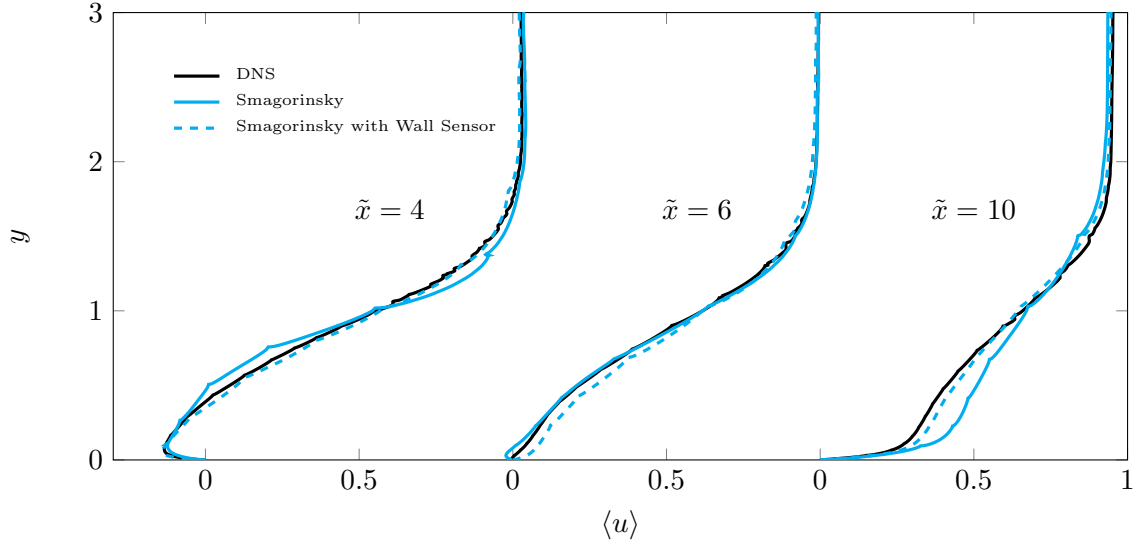 3
DNS
Smagorinsky
Smagorinsky with Wall Sensor
2
x̃ = 4
x̃ = 6
x̃ = 10
y
1
0
0 0.5 0 0.5 0 0.5 1
⟨u⟩